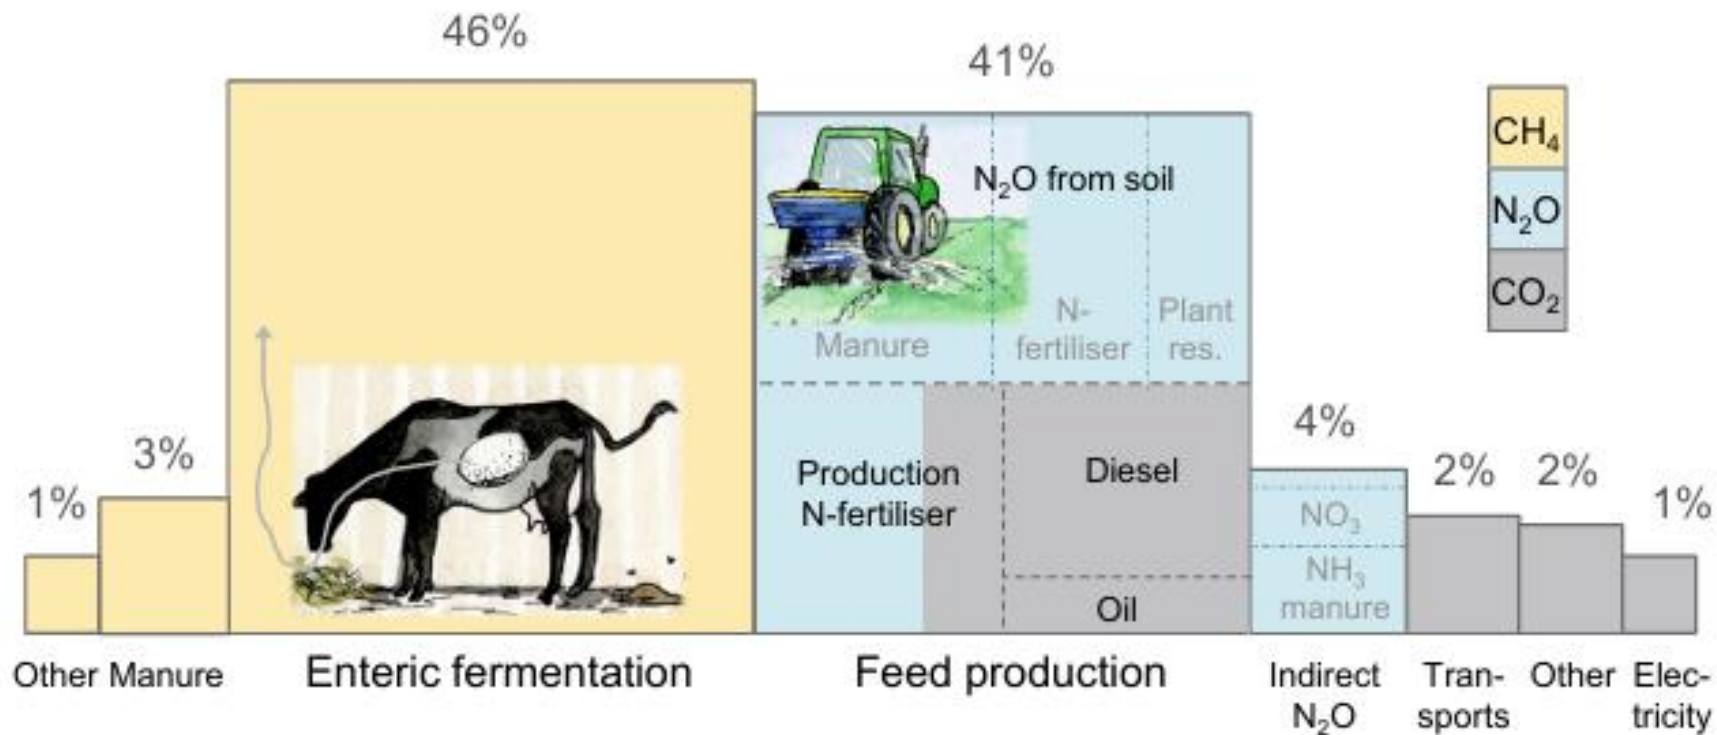 46%
41%
CH₄
N₂O
CO₂
N₂O from soil
Manure
N-
fertiliser
Plant
res.
1%
3%
Production
N-fertiliser
Diesel
Oil
4%
NO₃
NH₃
manure
2%
2%
1%
Other
Manure
Enteric fermentation
Feed production
Indirect
N₂O
Tran-
sports
Other
Elec-
tricity